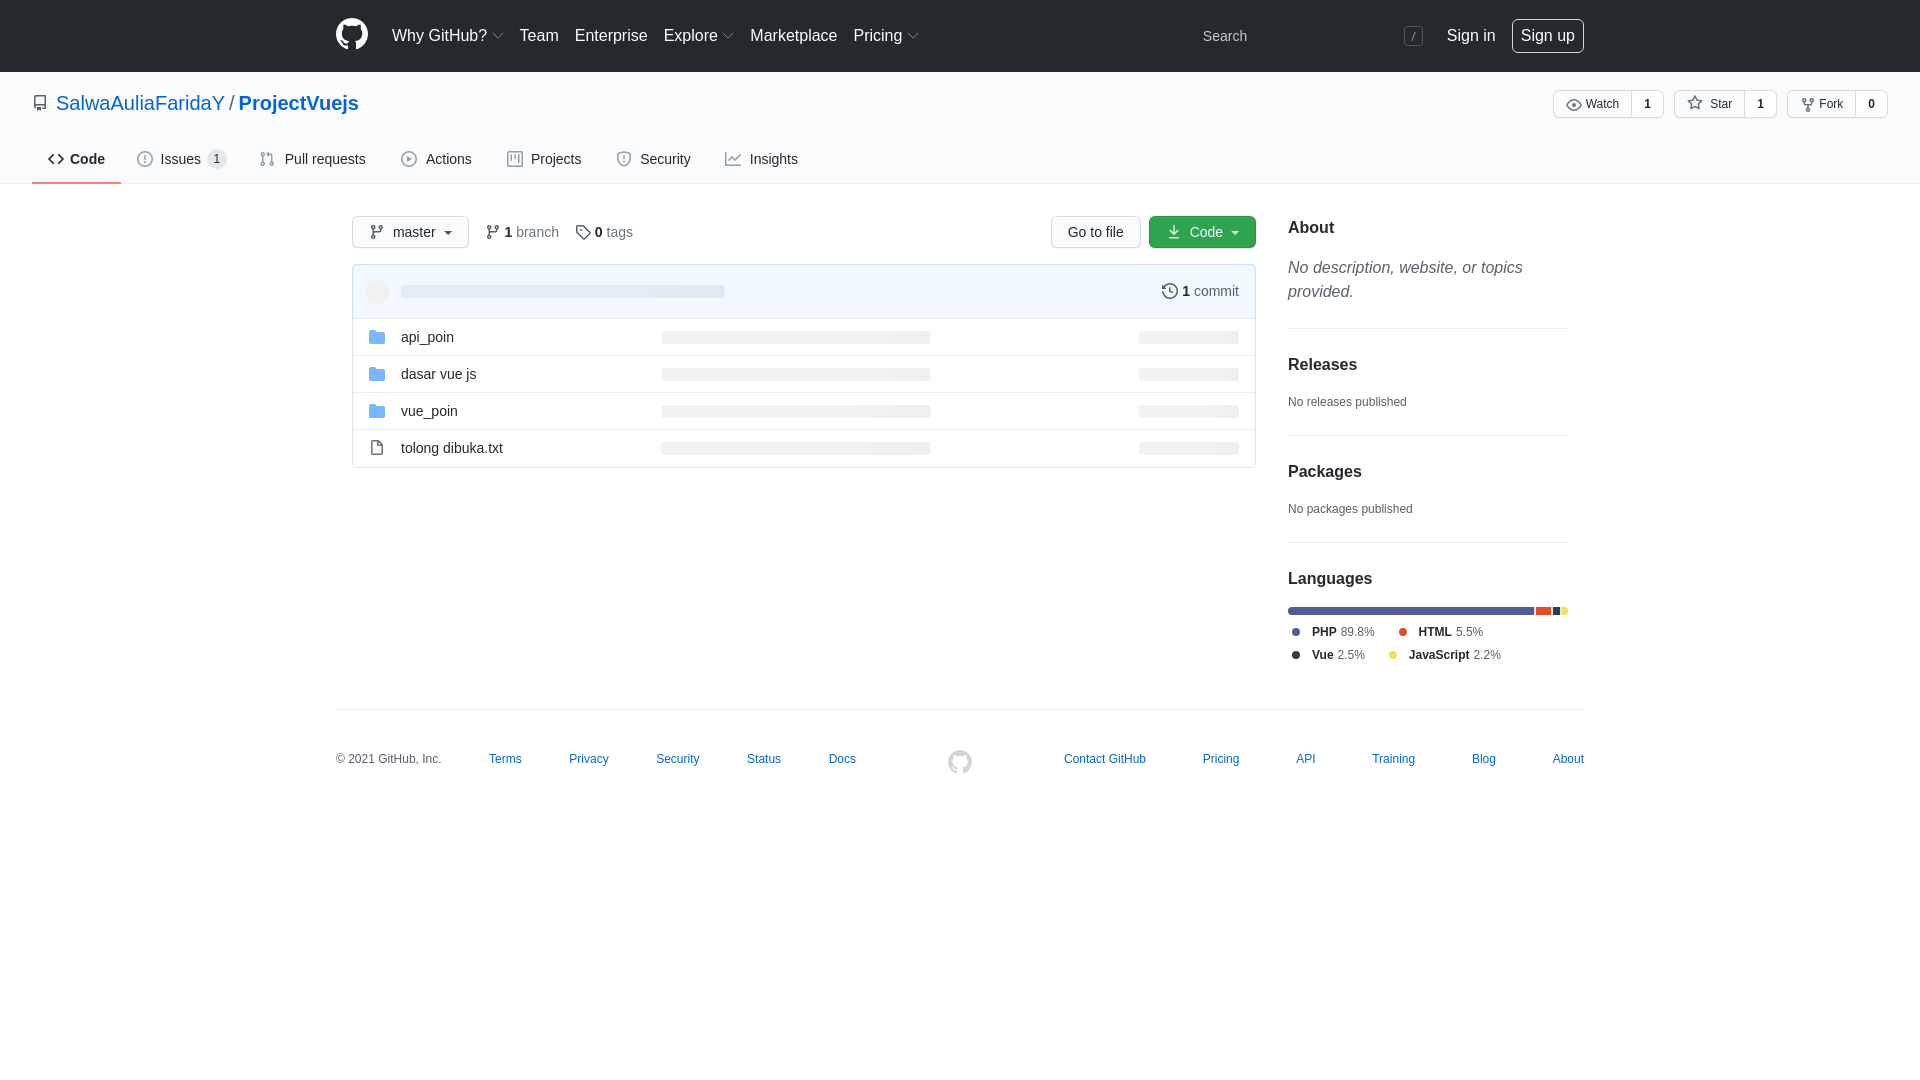 Why GitHub? Team Enterprise Explore Marketplace Pricing Search / Sign in Sign up
SalwaAuliaFaridaY / ProjectVuejs Watch 1 Star 1 Fork 0
Code Issues 1 Pull requests Actions Projects Security Insights
master 1 branch 0 tags Go to file Code
1 commit
api_poin
dasar vue js
vue_poin
tolong dibuka.txt
About
No description, website, or topics
provided.
Releases
No releases published
Packages
No packages published
Languages
PHP 89.8% HTML 5.5%
Vue 2.5% JavaScript 2.2%
© 2021 GitHub, Inc. Terms Privacy Security Status Docs Contact GitHub Pricing API Training Blog About